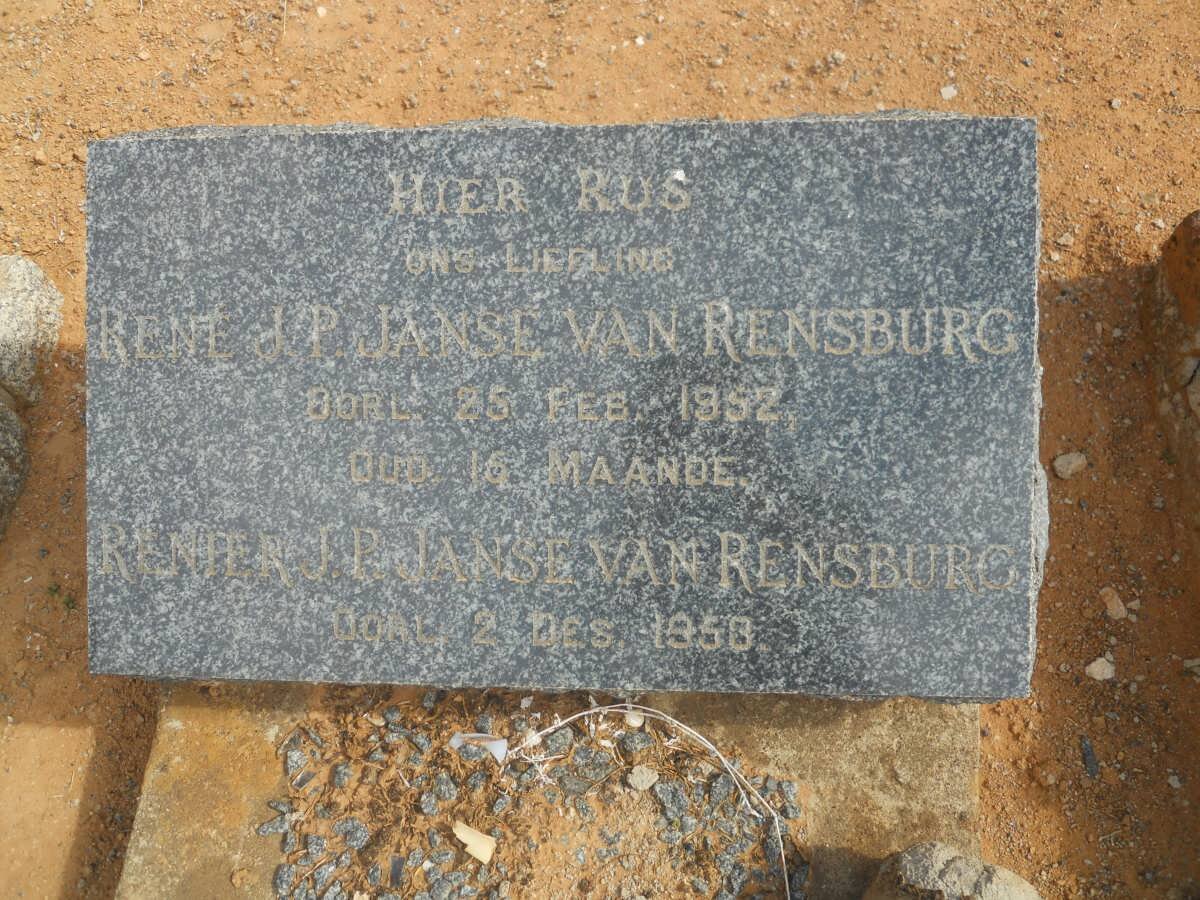 HIER RUS
ONS LIEFLING
RENÉ J.P. JANSE VAN RENSBURG
OORL. 25 FEB. 1952,
OUD. 16 MAANDE.
RENIER J.P. JANSE VAN RENSBURG
OORL. 2 DES. 1958.